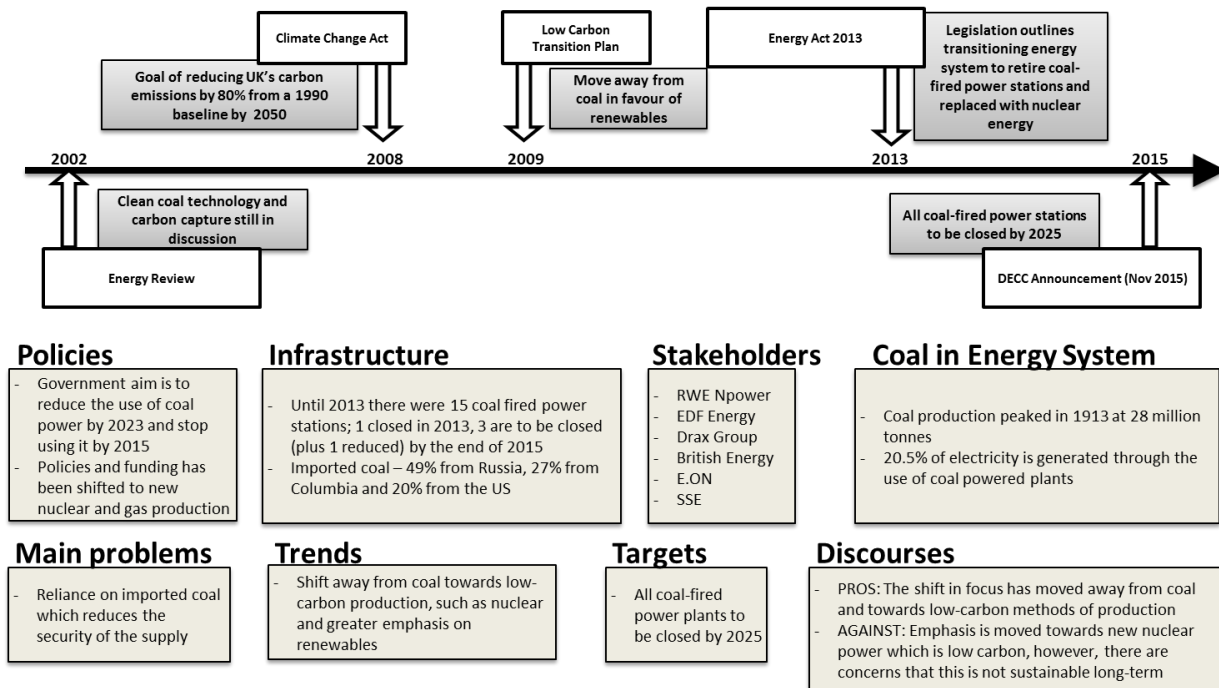 Climate Change Act
Low Carbon
Transition Plan
Energy Act 2013
Legislation outlines
transitioning energy
system to retire coal-
fired power stations and
replaced with nuclear
energy
Goal of reducing UK's carbon
emissions by 80% from a 1990
baseline by 2050
Move away from
coal in favour of
renewables
2002
2008
2009
2013
2015
Clean coal technology and
carbon capture still in
discussion
All coal-fired power stations
to be closed by 2025
Energy Review
DECC Announcement (Nov 2015)
Policies
- Government aim is to
reduce the use of coal
power by 2023 and stop
using it by 2015
- Policies and funding has
been shifted to new
nuclear and gas production
Infrastructure
- Until 2013 there were 15 coal fired power
stations; 1 closed in 2013, 3 are to be closed
(plus 1 reduced) by the end of 2015
- Imported coal – 49% from Russia, 27% from
Columbia and 20% from the US
Stakeholders
- RWE Npower
- EDF Energy
- Drax Group
- British Energy
- E.ON
- SSE
Coal in Energy System
- Coal production peaked in 1913 at 28 million
tonnes
- 20.5% of electricity is generated through the
use of coal powered plants
Main problems
- Reliance on imported coal
which reduces the
security of the supply
Trends
- Shift away from coal towards low-
carbon production, such as nuclear
and greater emphasis on
renewables
Targets
- All coal-fired
power plants to
be closed by 2025
Discourses
- PROS: The shift in focus has moved away from coal
and towards low-carbon methods of production
- AGAINST: Emphasis is moved towards new nuclear
power which is low carbon, however, there are
concerns that this is not sustainable long-term